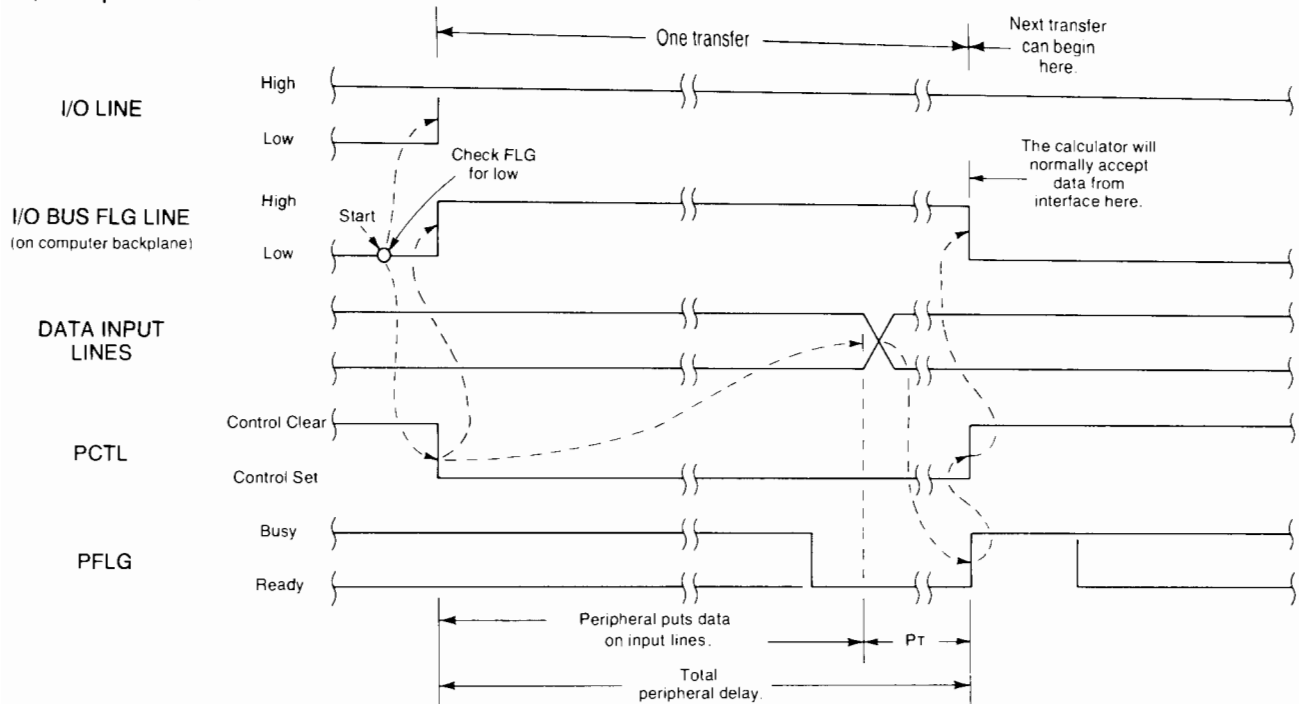 One transfer
Next transfer
can begin
here.
I/O LINE
High
Low
Check FLG
for low
The calculator will
normally accept
data from
interface here.
I/O BUS FLG LINE
(on computer backplane)
High
Start
Low
DATA INPUT
LINES
PCTL
Control Clear
Control Set
PFLG
Busy
Ready
Peripheral puts data
on input lines.
PT
Total
peripheral delay.